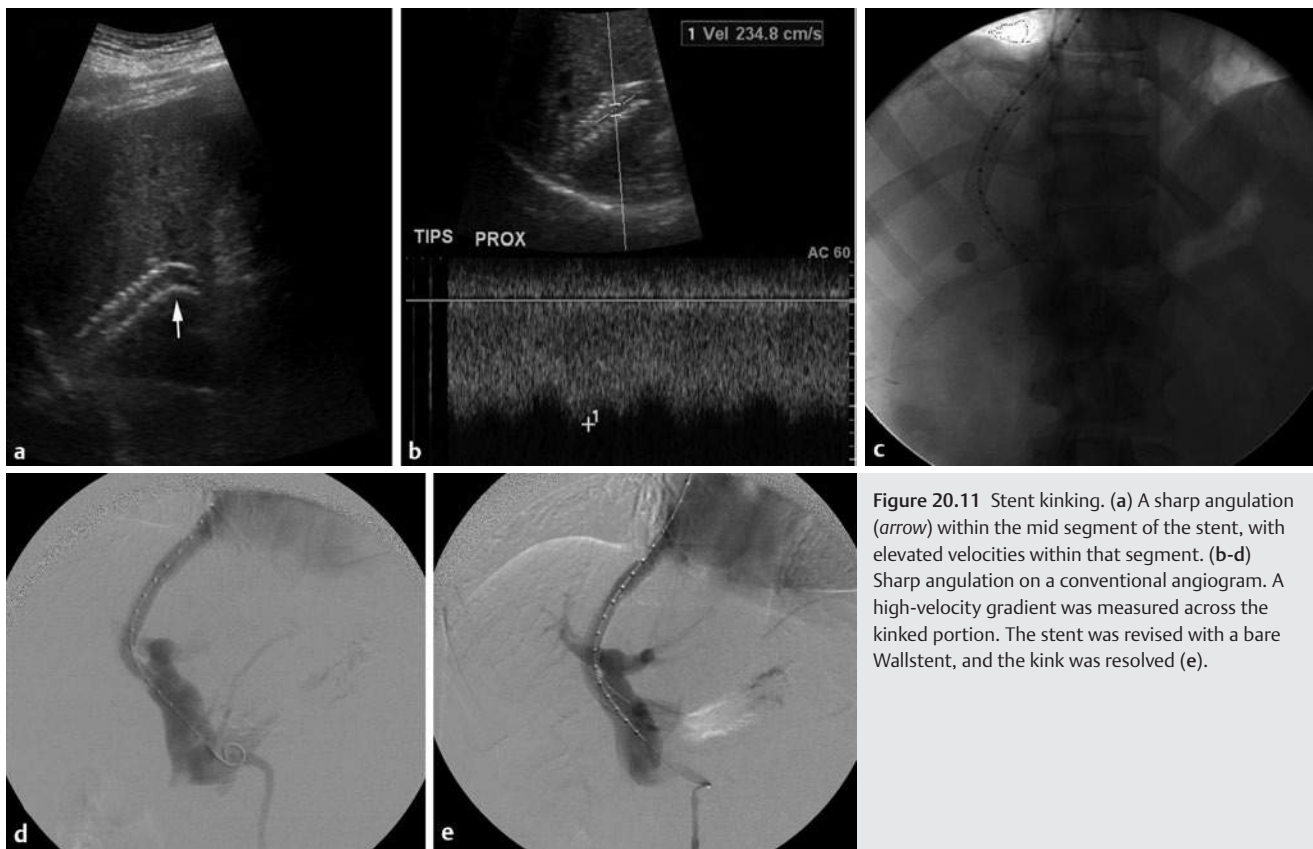 a
b
1 Vel 234.8 cm/s
TIPS PROX
AC 60
1
c
d
e
Figure 20.11 Stent kinking. (a) A sharp angulation
(arrow) within the mid segment of the stent, with
elevated velocities within that segment. (b-d)
Sharp angulation on a conventional angiogram. A
high-velocity gradient was measured across the
kinked portion. The stent was revised with a bare
Wallstent, and the kink was resolved (e).